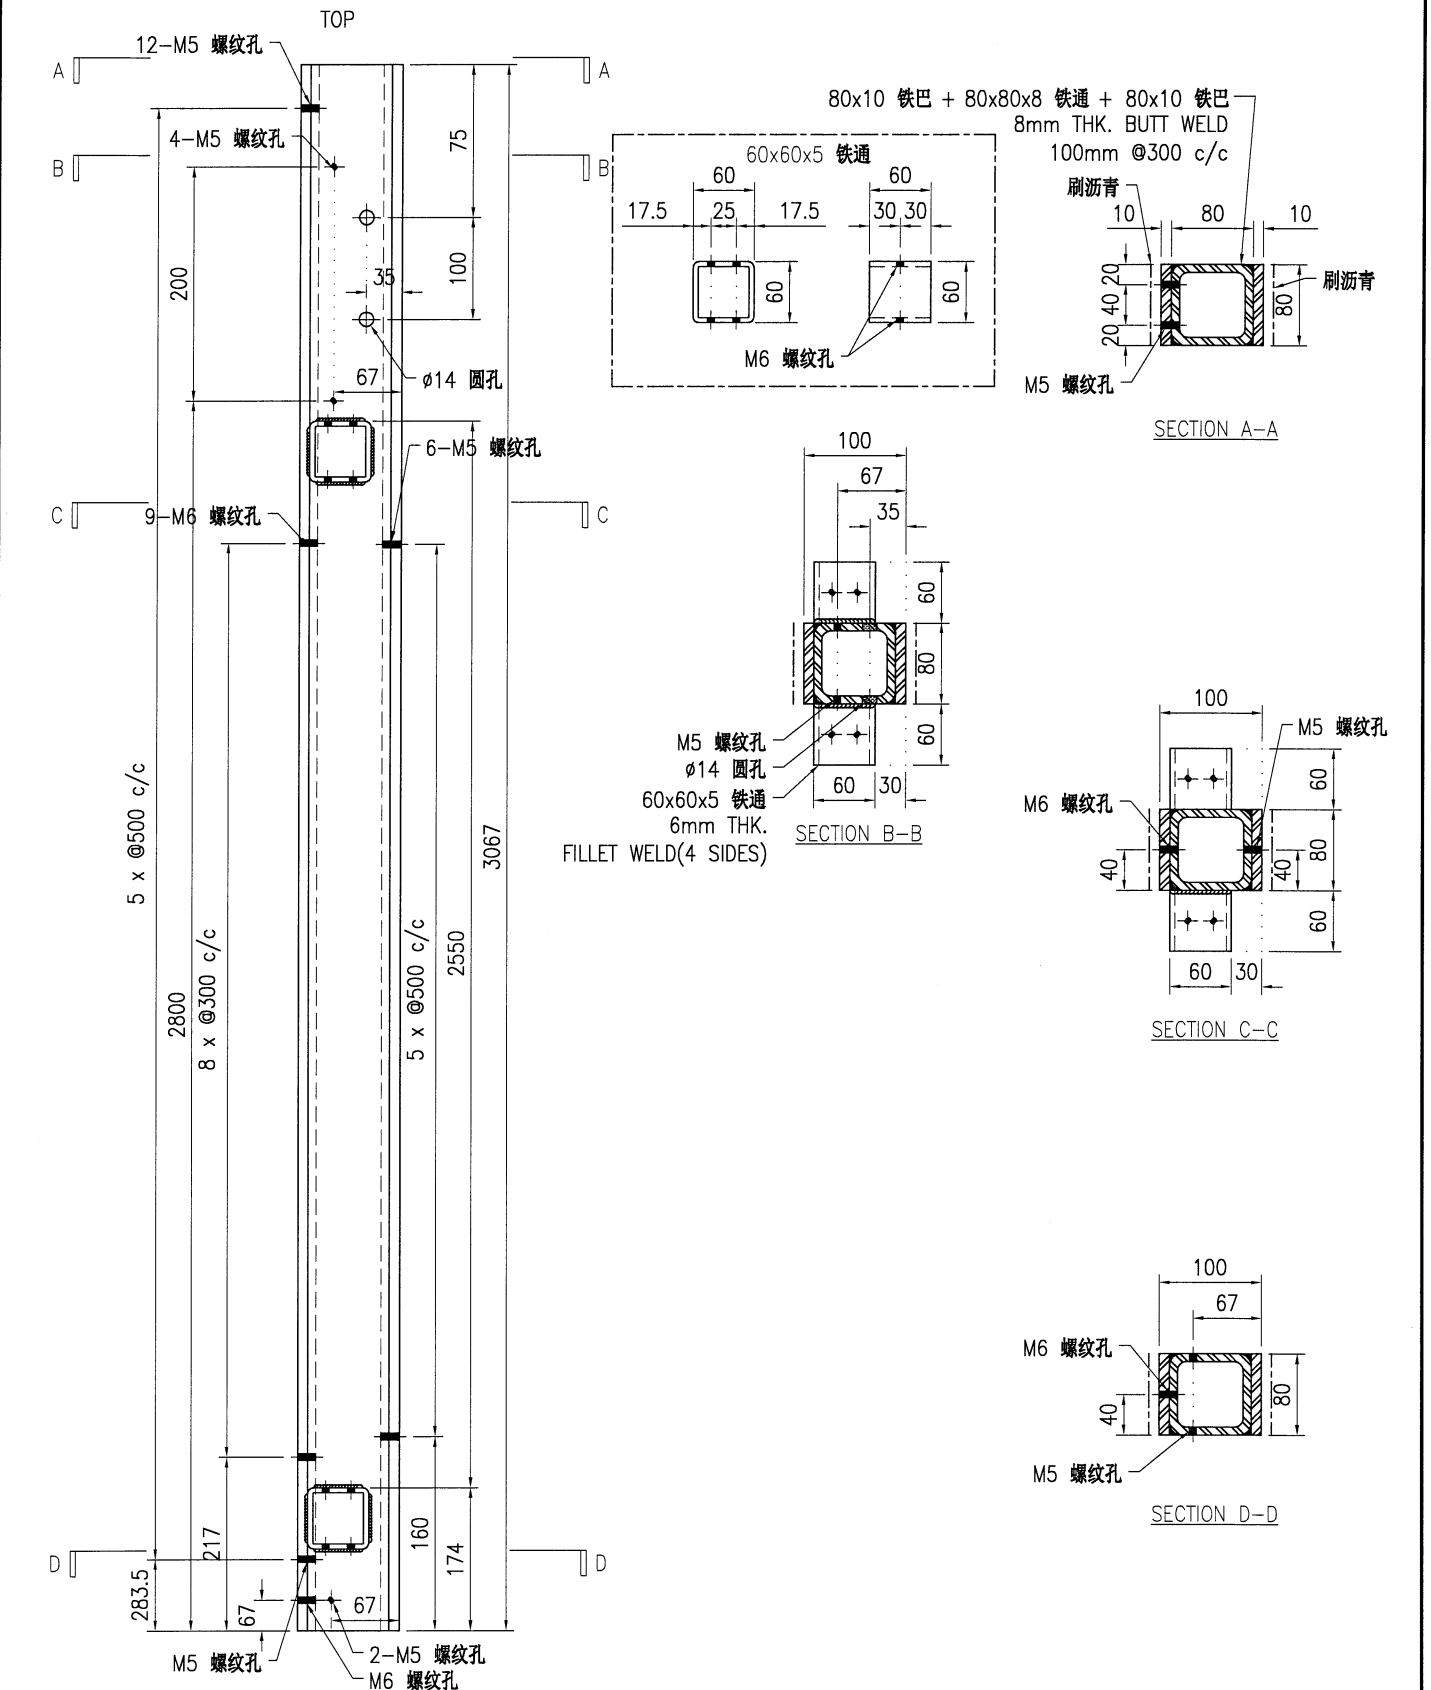 TOP
12-M5 螺纹孔
A
A
4-M5 螺纹孔
B
B
75
200
100
35
67
ø14 圆孔
6-M5 螺纹孔
C
C
9-M6 螺纹孔
5 x @500 c/c
2800
8 x @300 c/c
5 x @500 c/c
2550
3067
217
160
174
D
D
283.5
67
67
M5 螺纹孔
2-M5 螺纹孔
M6 螺纹孔
60x60x5 铁通
60
60
17.5
25
17.5
30
30
60
60
M6 螺纹孔
80x10 铁巴 + 80x80x8 铁通 + 80x10 铁巴
8mm THK. BUTT WELD
100mm @300 c/c
刷沥青
10
80
10
20
40
20
80
刷沥青
M5 螺纹孔
SECTION A-A
100
67
35
60
80
60
M5 螺纹孔
ø14 圆孔
60x60x5 铁通
6mm THK.
FILLET WELD(4 SIDES)
60
30
SECTION B-B
100
M5 螺纹孔
M6 螺纹孔
60
80
60
40
40
60
30
SECTION C-C
100
67
M6 螺纹孔
40
80
M5 螺纹孔
SECTION D-D